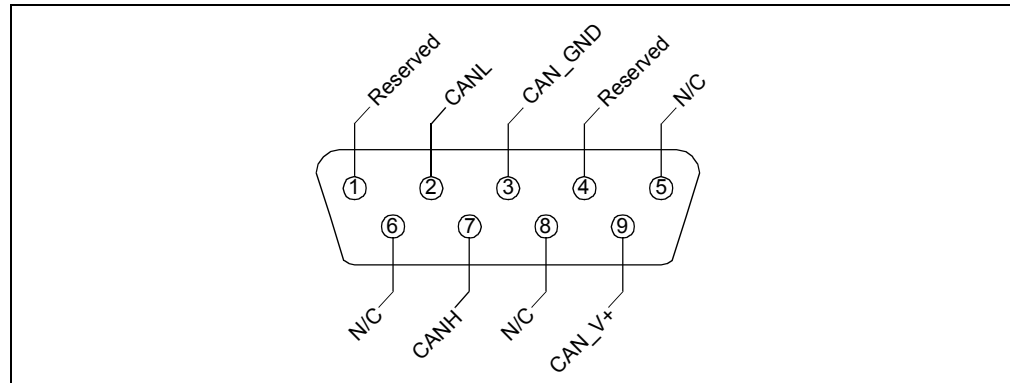 Reserved
CANL
CAN_GND
Reserved
N/C
1
2
3
4
5
6
7
8
9
N/C
CANH
N/C
CAN_V+